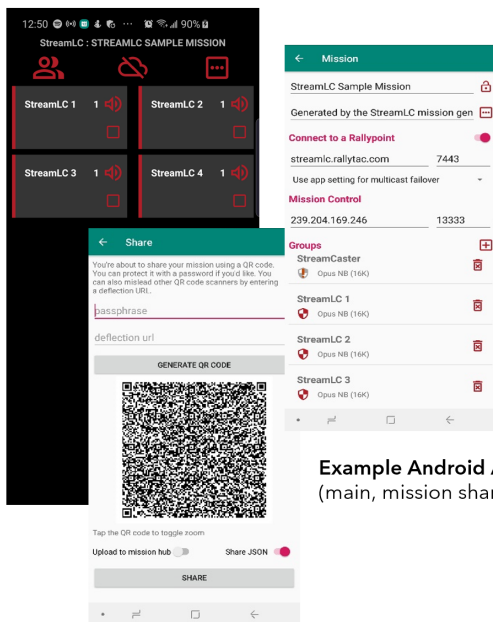 12:50 90%
StreamLC : STREAMLC SAMPLE MISSION
StreamLC 1 1
StreamLC 2 1
StreamLC 3 1
StreamLC 4 1
Mission
StreamLC Sample Mission
Generated by the StreamLC mission gen
Connect to a Rallypoint
streamlc.rallytac.com 7443
Use app setting for multicast failover
Mission Control
239.204.169.246 13333
Groups
StreamCaster
Opus NB (16K)
StreamLC 1
Opus NB (16K)
StreamLC 2
Opus NB (16K)
StreamLC 3
Opus NB (16K)
Share
You're about to share your mission using a QR code.
You can protect it with a password if you'd like. You
can also mislead other QR code scanners by entering
a deflection URL.
passphrase
deflection url
GENERATE QR CODE
Tap the QR code to toggle zoom
Upload to mission hub Share JSON
SHARE
Example Android
(main, mission shar